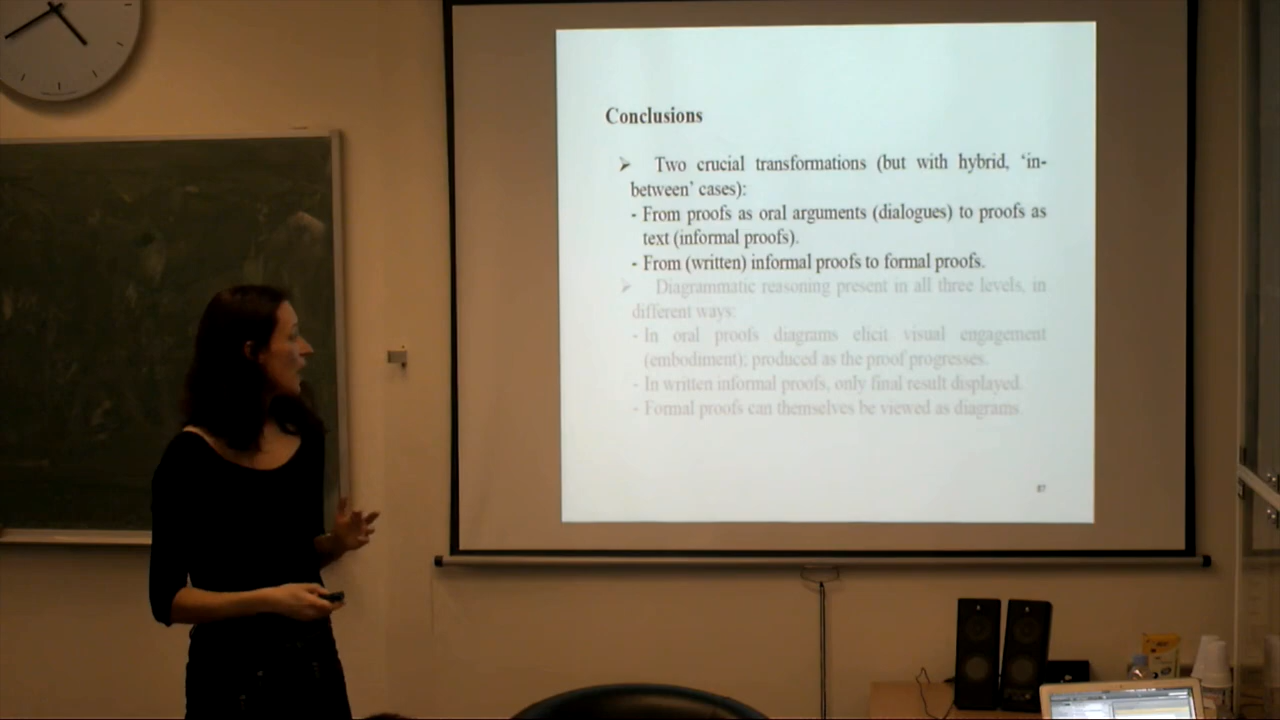 Conclusions
➢ Two crucial transformations (but with hybrid, ‘in-
between’ cases):
- From proofs as oral arguments (dialogues) to proofs as
text (informal proofs).
- From (written) informal proofs to formal proofs.
➢ Diagrammatic reasoning present in all three levels, in
different ways:
- In oral proofs diagrams elicit visual engagement
(embodiment); produced as the proof progresses.
- In written informal proofs, only final result displayed.
- Formal proofs can themselves be viewed as diagrams.